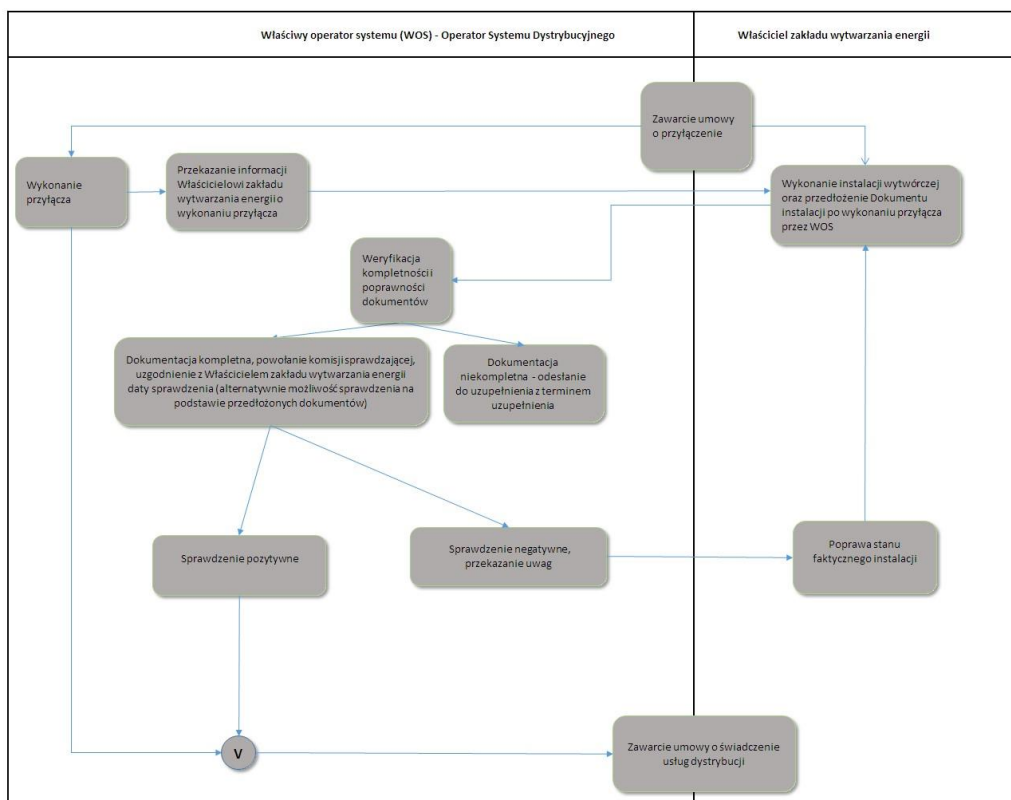 Właściwy operator systemu (WOS) - Operator Systemu Dystrybucyjnego
Właściciel zakładu wytwarzania energii
Zawarcie umowy
o przyłączenie
Wykonanie
przyłącza
Przekazanie informacji
Właścicielowi zakładu
wytwarzania energii o
wykonaniu przyłącza
Wykonanie instalacji wytwórczej
oraz przedłożenie Dokumentu
instalacji po wykonaniu przyłącza
przez WOS
Weryfikacja
kompletności i
poprawności
dokumentów
Dokumentacja kompletna, powołanie komisji sprawdzającej,
uzgodnienie z Właścicielem zakładu wytwarzania energii
daty sprawdzenia (alternatywnie możliwość sprawdzenia na
podstawie przedłożonych dokumentów)
Dokumentacja
niekompletna - odesłanie
do uzupełnienia z terminem
uzupełnienia
Sprawdzenie pozytywne
Sprawdzenie negatywne,
przekazanie uwag
Poprawa stanu
faktycznego instalacji
V
Zawarcie umowy o świadczenie
usług dystrybucji